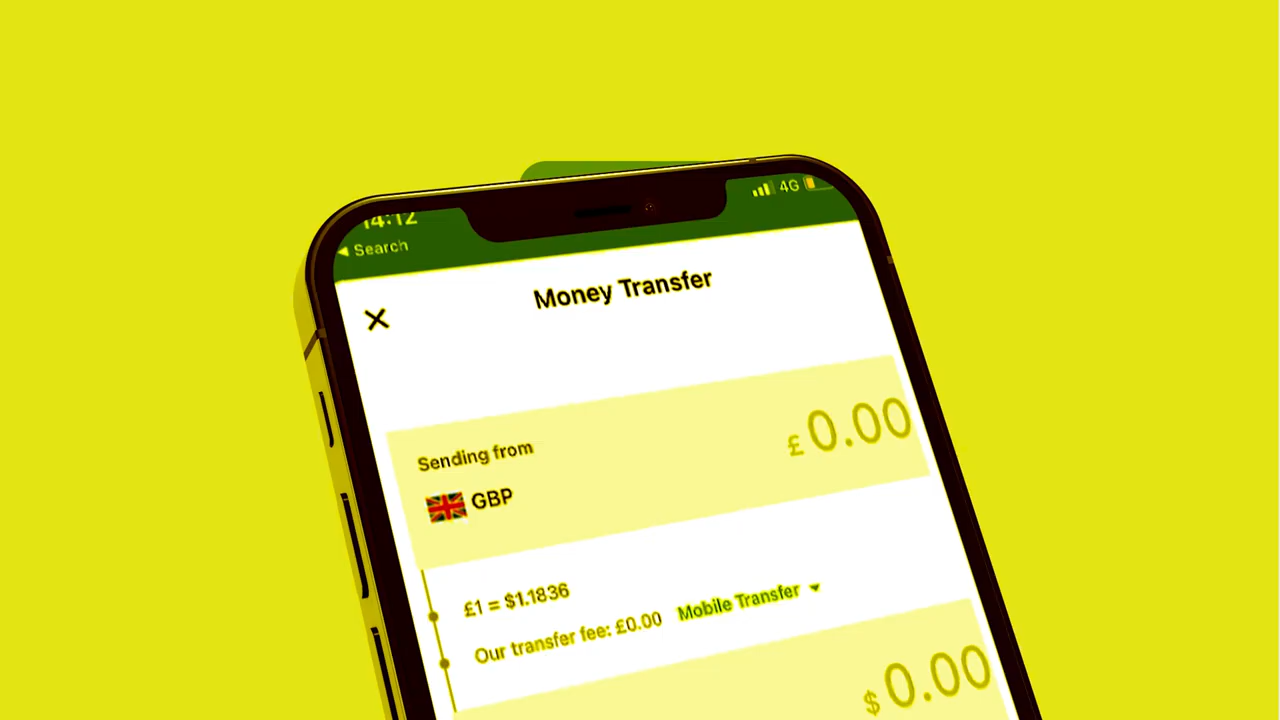 14:12
4G
◀ Search
Money Transfer
Sending from
£ 0.00
GBP
£1 = $1.1836
Our transfer fee: £0.00 Mobile Transfer
$ 0.00